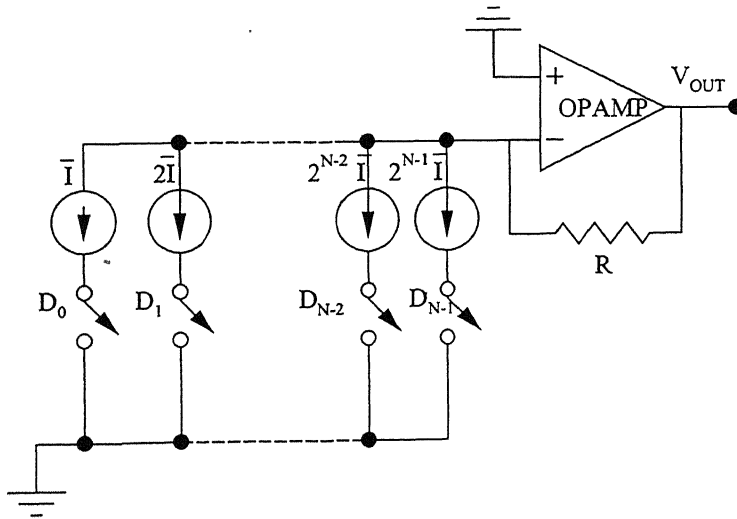 V_OUT
+
OPAMP
−
I̅ 2I̅ 2^{N-2} I̅ 2^{N-1} I̅
R
D_0 D_1 D_{N-2} D_{N-1}